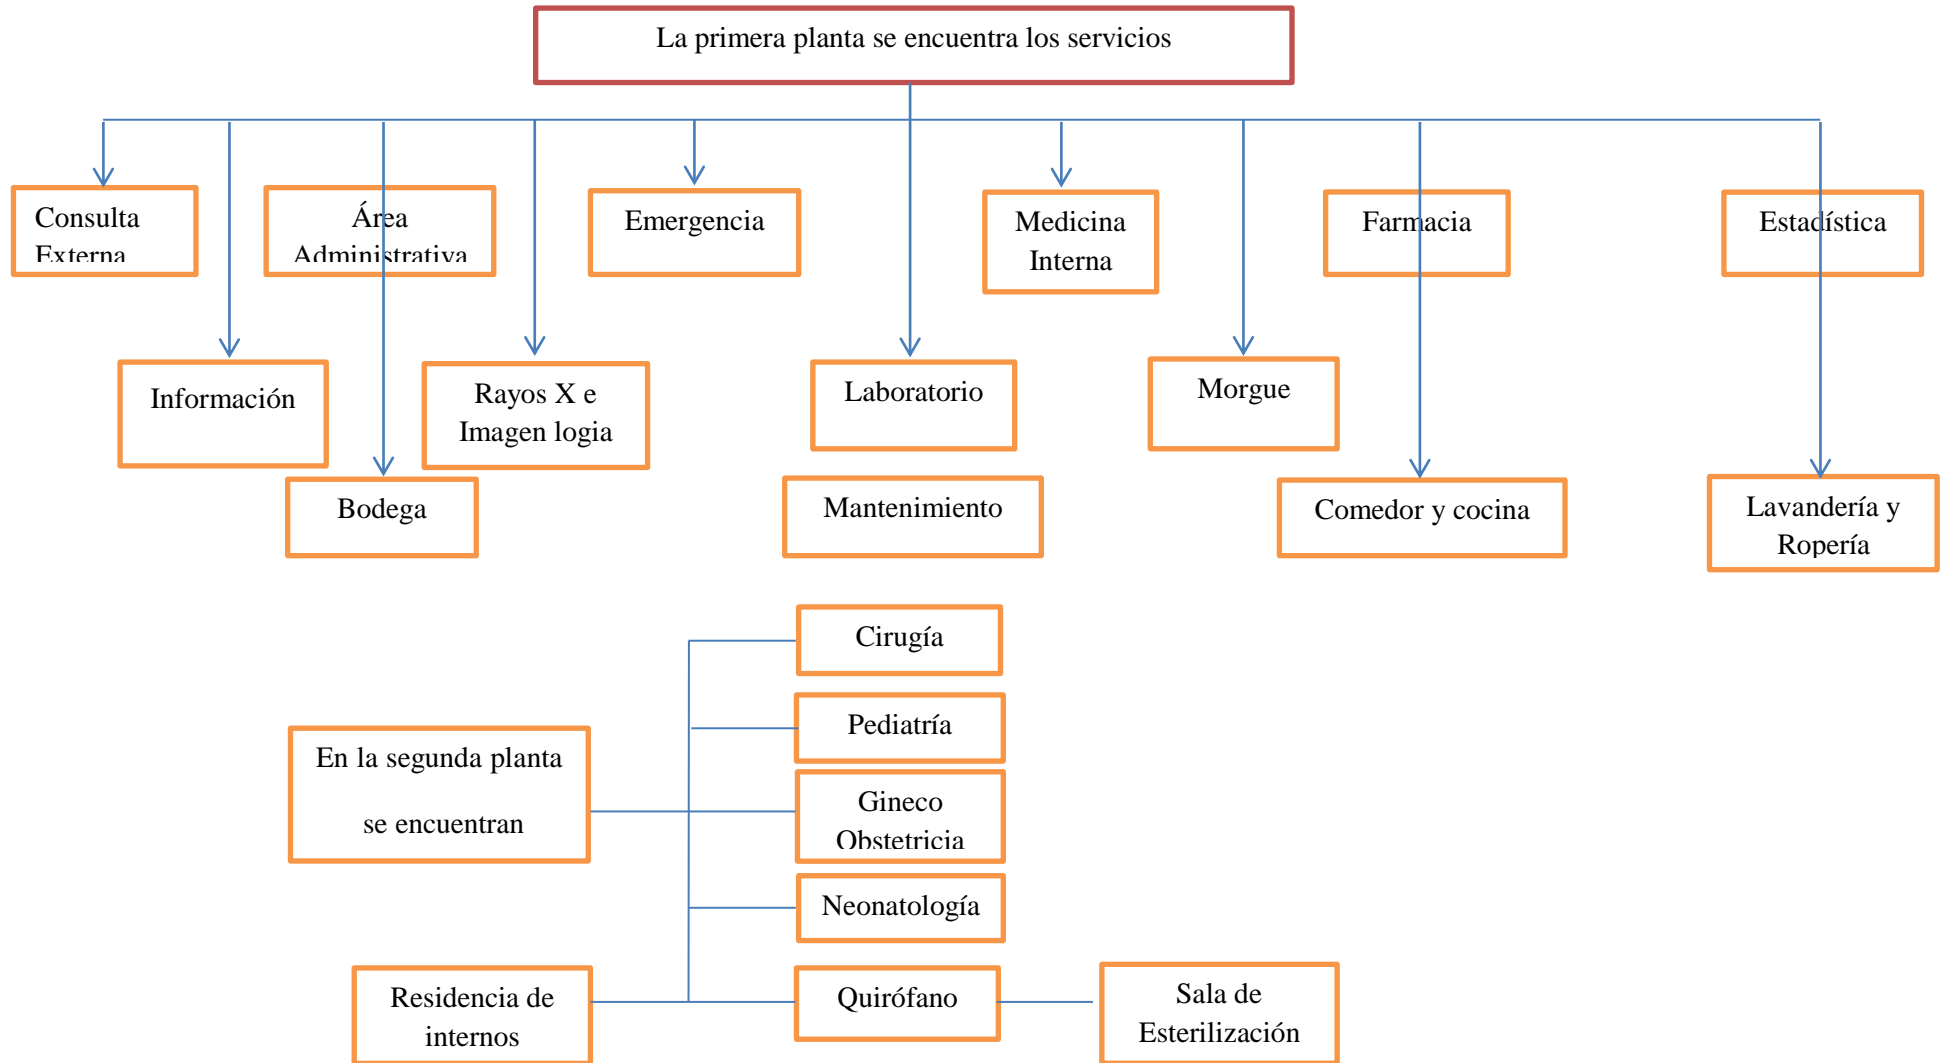 La primera planta se encuentra los servicios
Consulta
Externa
Área
Administrativa
Emergencia
Medicina
Interna
Farmacia
Estadística
Información
Rayos X e
Imagen logia
Laboratorio
Morgue
Bodega
Mantenimiento
Comedor y cocina
Lavandería y
Ropería
Cirugía
Pediatría
En la segunda planta
se encuentran
Gineco
Obstetricia
Neonatología
Residencia de
internos
Quirófano
Sala de
Esterilización